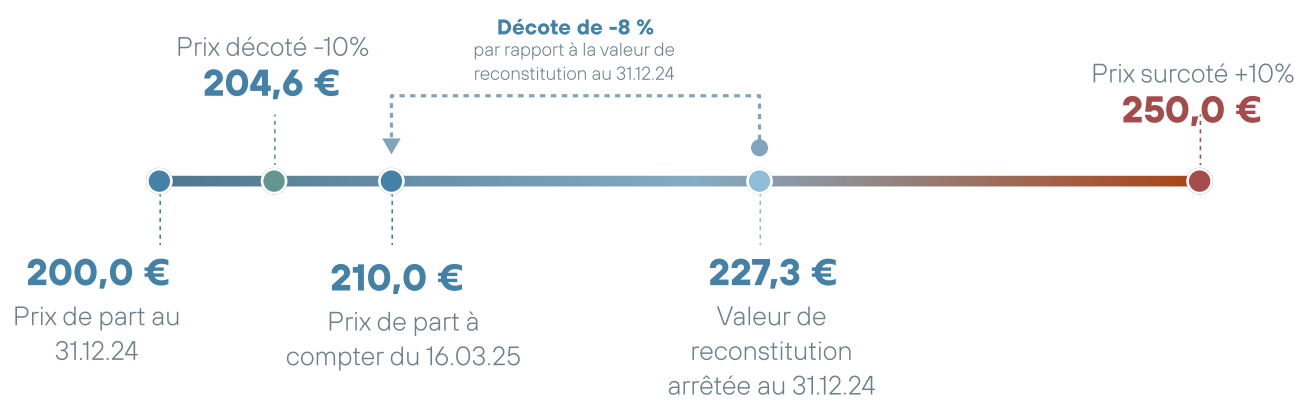 Décote de -8 %
par rapport à la valeur de
reconstitution au 31.12.24
Prix décoté -10%
204,6 €
Prix surcoté +10%
250,0 €
200,0 €
Prix de part au
31.12.24
210,0 €
Prix de part à
compter du 16.03.25
227,3 €
Valeur de
reconstitution
arrêtée au 31.12.24